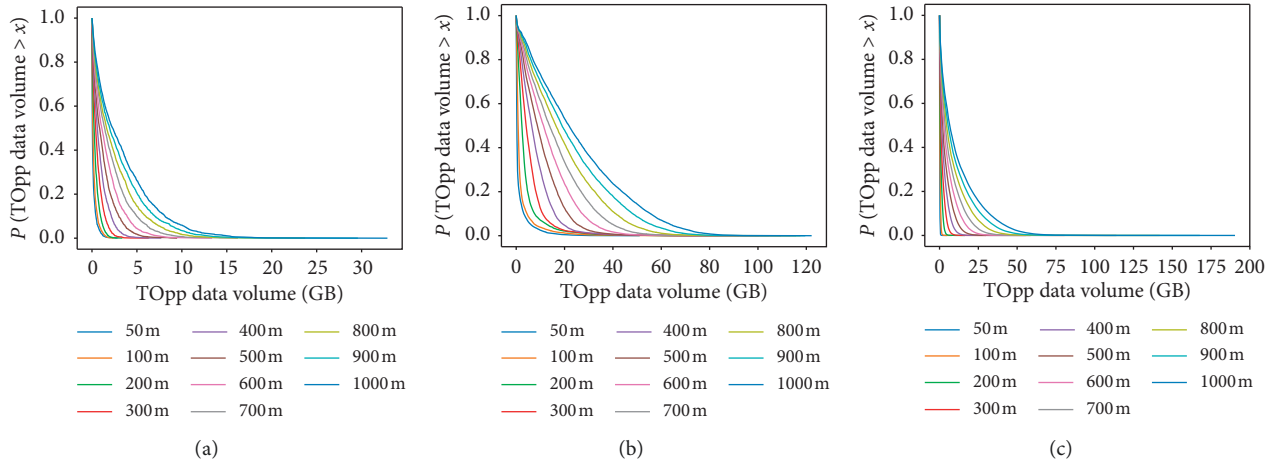 1.0
0.8
0.6
0.4
0.2
0.0
P (TOpp data volume > x)
0 5 10 15 20 25 30
TOpp data volume (GB)
50 m 400 m 800 m
100 m 500 m 900 m
200 m 600 m 1000 m
300 m 700 m
(a)
1.0
0.8
0.6
0.4
0.2
0.0
P (TOpp data volume > x)
0 20 40 60 80 100 120
TOpp data volume (GB)
50 m 400 m 800 m
100 m 500 m 900 m
200 m 600 m 1000 m
300 m 700 m
(b)
1.0
0.8
0.6
0.4
0.2
0.0
P (TOpp data volume > x)
0 25 50 75 100 125 150 175 200
TOpp data volume (GB)
50 m 400 m 800 m
100 m 500 m 900 m
200 m 600 m 1000 m
300 m 700 m
(c)